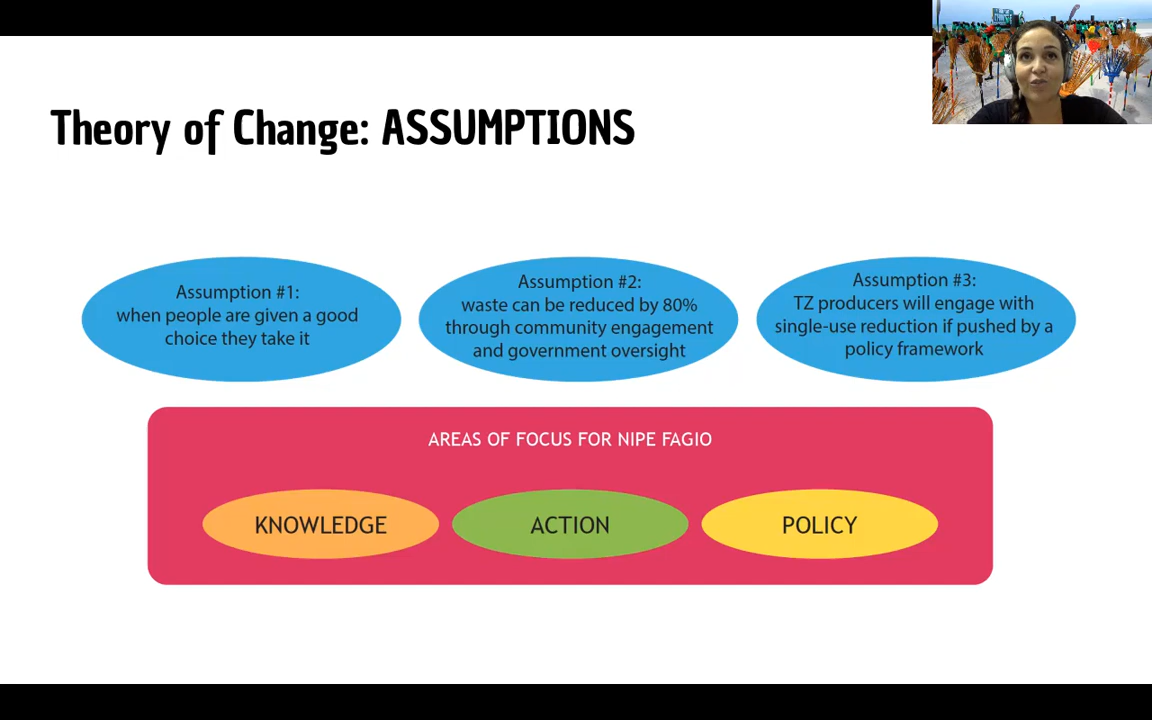 Theory of Change: ASSUMPTIONS
Assumption #1:
when people are given a good
choice they take it
Assumption #2:
waste can be reduced by 80%
through community engagement
and government oversight
Assumption #3:
TZ producers will engage with
single-use reduction if pushed by a
policy framework
AREAS OF FOCUS FOR NIPE FAGIO
KNOWLEDGE
ACTION
POLICY